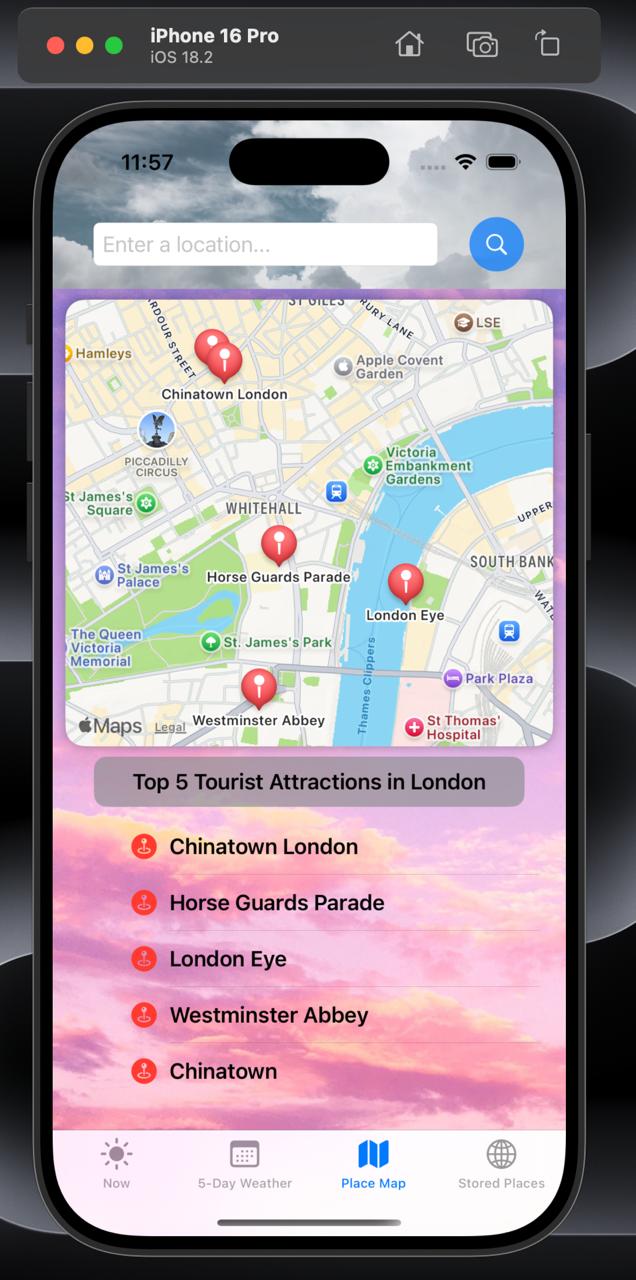 iPhone 16 Pro
iOS 18.2
11:57
Enter a location...
ST GILES
RDOUR STREET
RURY LANE
LSE
Hamleys
Apple Covent
Garden
Chinatown London
PICCADILLY
CIRCUS
Victoria
Embankment
Gardens
St James's
Square
WHITEHALL
UPPER
St James's
Palace
Horse Guards Parade
SOUTH BANK
London Eye
WATE
The Queen
Victoria
Memorial
St. James's Park
Thames Clippers
Park Plaza
Westminster Abbey
St Thomas'
Hospital
Maps
Legal
Top 5 Tourist Attractions in London
Chinatown London
Horse Guards Parade
London Eye
Westminster Abbey
Chinatown
Now
5-Day Weather
Place Map
Stored Places